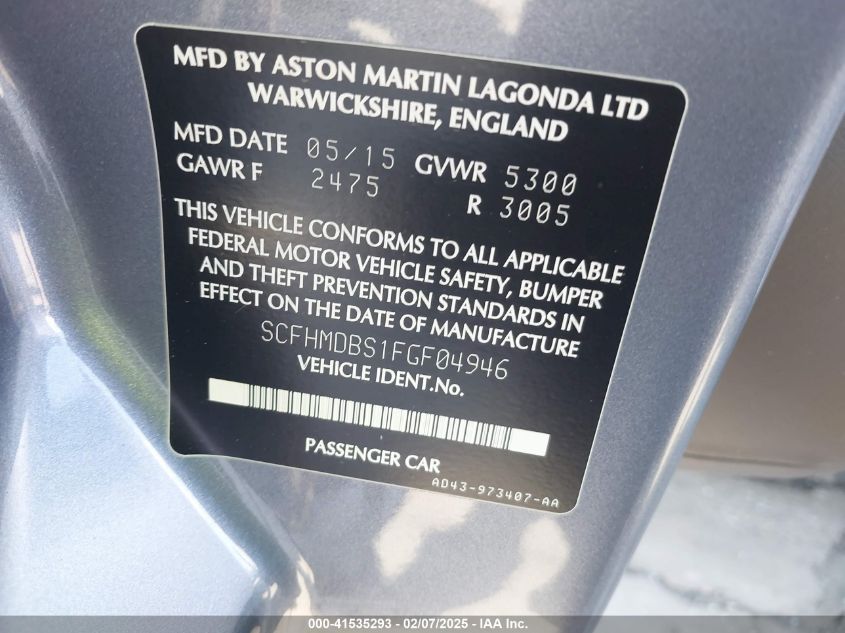 MFD BY ASTON MARTIN LAGONDA LTD
WARWICKSHIRE, ENGLAND
MFD DATE 05/15 GVWR 5300
GAWR F 2475 R 3005
THIS VEHICLE CONFORMS TO ALL APPLICABLE
FEDERAL MOTOR VEHICLE SAFETY, BUMPER
AND THEFT PREVENTION STANDARDS IN
EFFECT ON THE DATE OF MANUFACTURE
SCFHMDBS1FGF04946
VEHICLE IDENT.No.
PASSENGER CAR
AD43-973407-AA
000-41535293 - 02/07/2025 - IAA Inc.